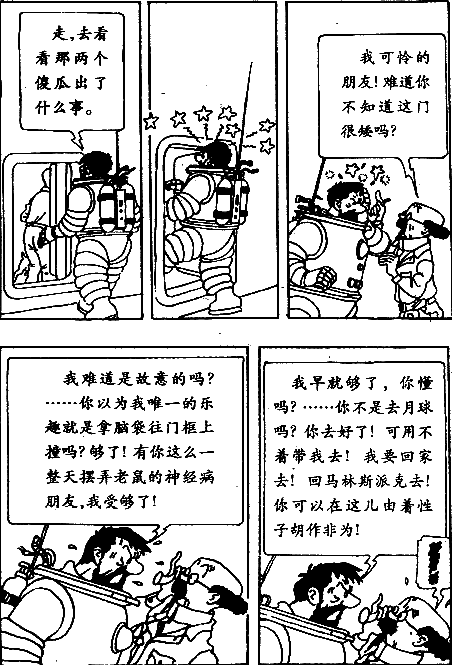 走,去看
看那两个
傻瓜出了
什么事。
我可怜的
朋友!难道你
不知道这门
很矮吗?
我难道是故意的吗?
……你以为我唯一的乐
趣就是拿脑袋往门框上
撞吗?够了!有你这么一
整天摆弄老鼠的神经病
朋友,我受够了!
我早就够了,你懂
吗?……你不是去月球
吗?你去好了!可用不
着带我去!我要回家
去!回马林斯派克去!
你可以在这儿由着性
子胡作非为!